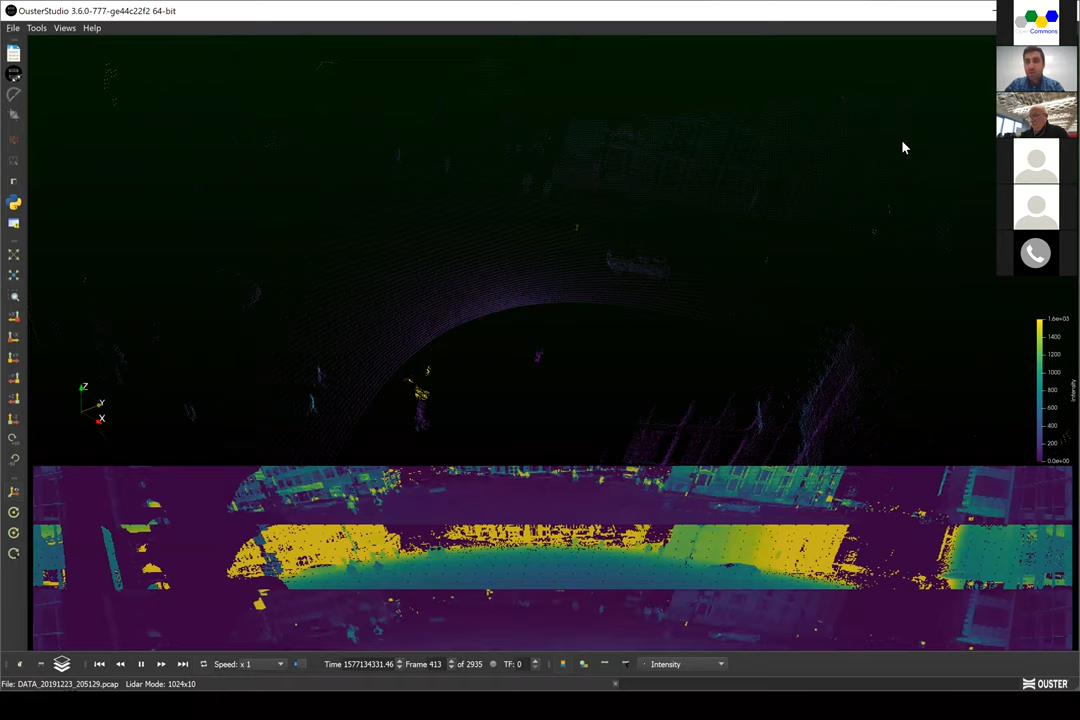 OusterStudio 3.6.0-777-ge44c22f2 64-bit
File Tools Views Help
Open Commons
Z
Y
X
1.6e+03
1400
1200
1000
800
600
400
200
0.0e+00
Intensity
Speed: x 1
Time 1577134331.46
Frame 413
of 2935
TF: 0
Intensity
File: DATA_20191223_205129.pcap Lidar Mode: 1024x10
OUSTER